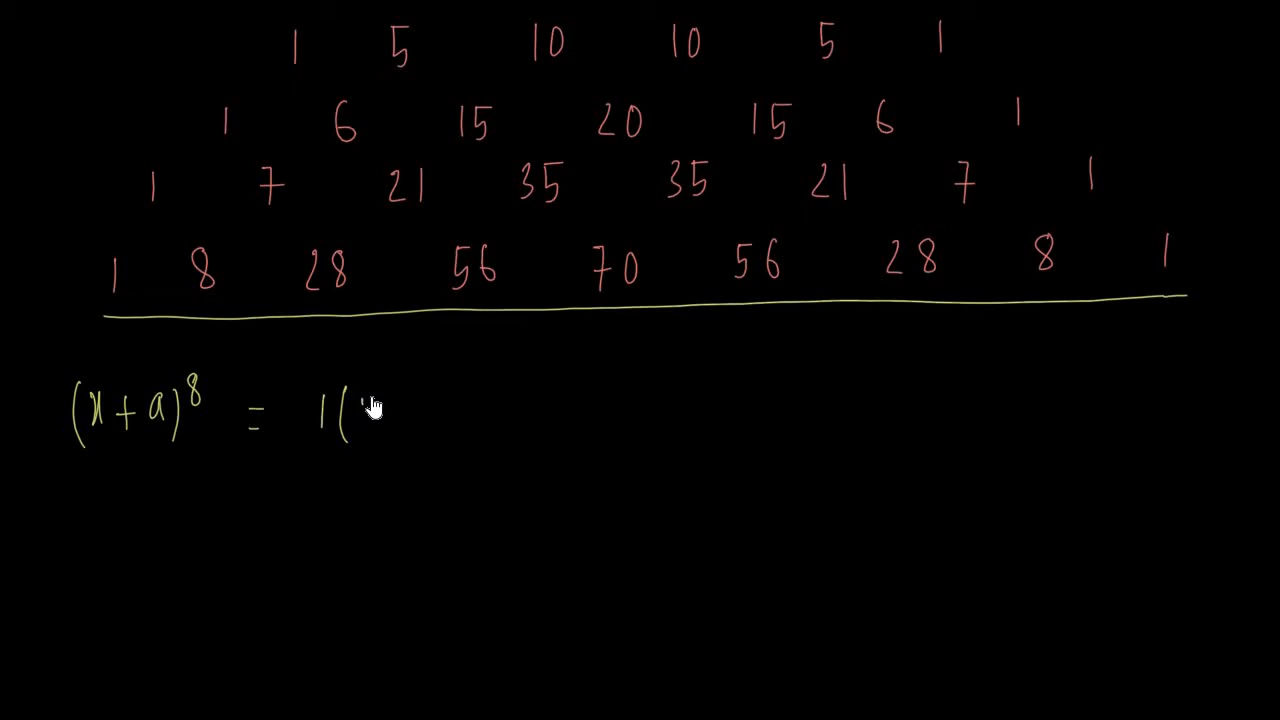 1 5 10 10 5 1
1 6 15 20 15 6 1
1 7 21 35 35 21 7 1
1 8 28 56 70 56 28 8 1
(x+a)⁸ = 1(